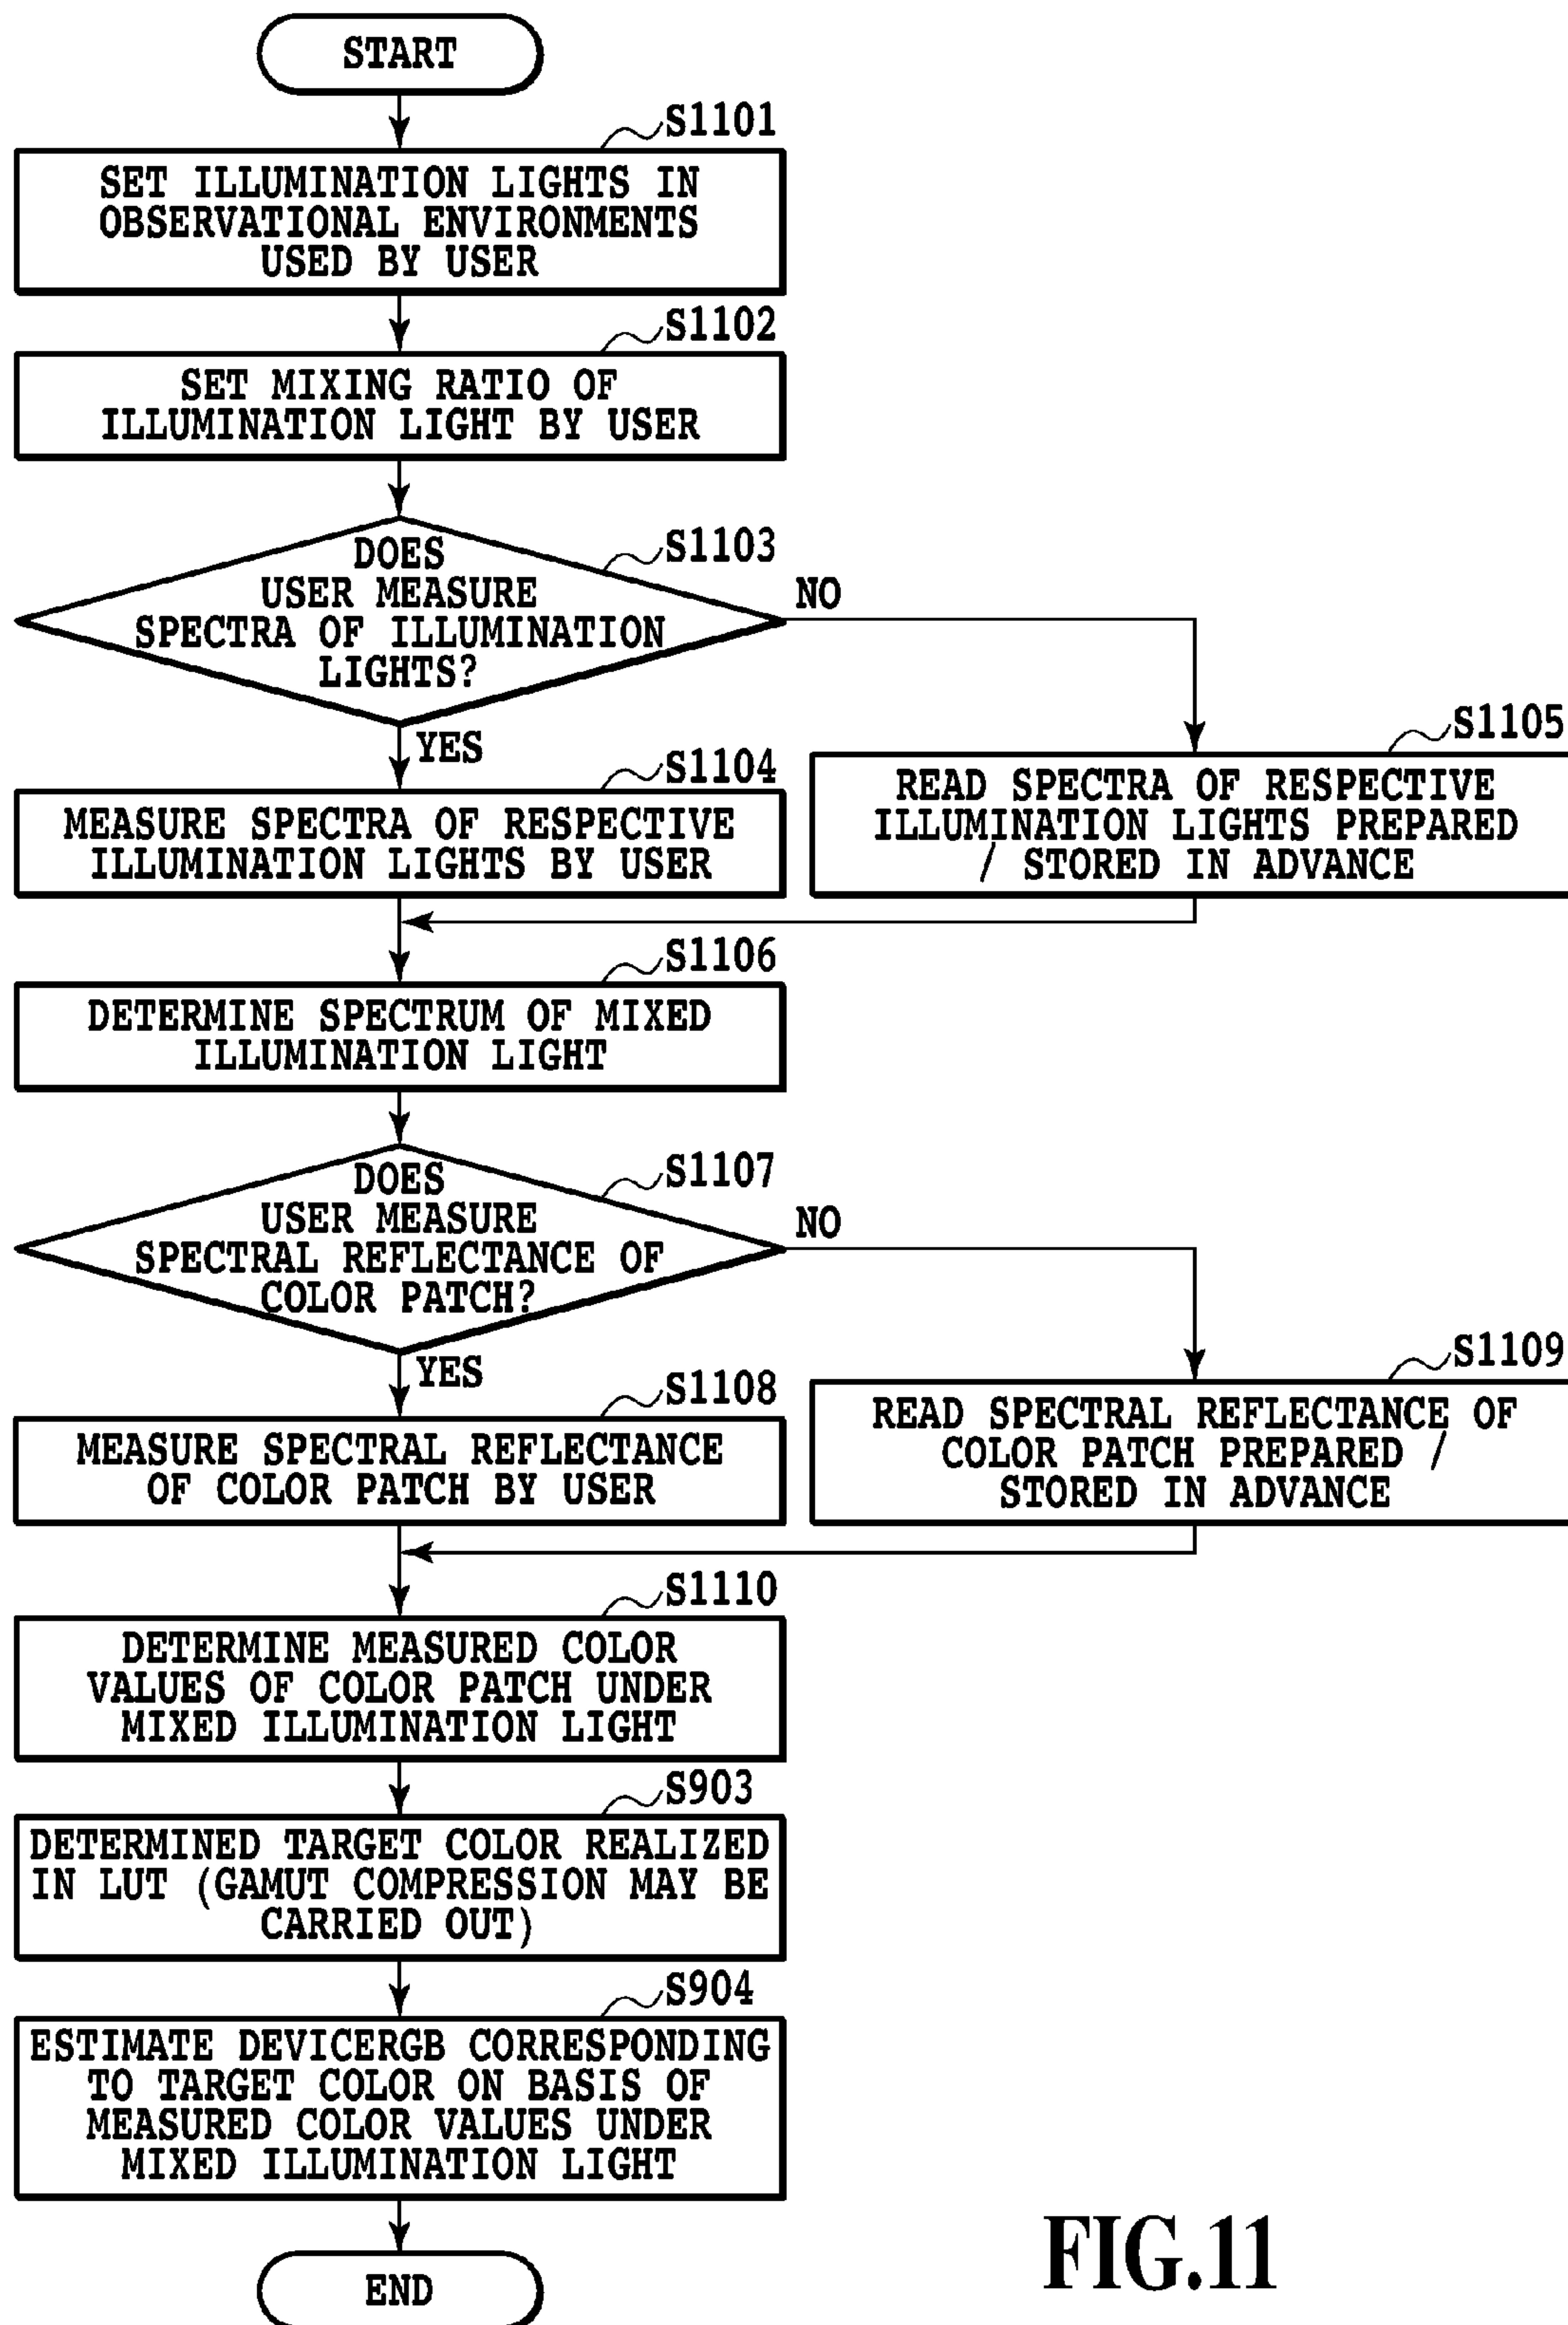 START
S1101
SET ILLUMINATION LIGHTS IN
OBSERVATIONAL ENVIRONMENTS
USED BY USER
S1102
SET MIXING RATIO OF
ILLUMINATION LIGHT BY USER
S1103
DOES
USER MEASURE
SPECTRA OF ILLUMINATION
LIGHTS?
NO
YES
S1104
MEASURE SPECTRA OF RESPECTIVE
ILLUMINATION LIGHTS BY USER
S1105
READ SPECTRA OF RESPECTIVE
ILLUMINATION LIGHTS PREPARED
/ STORED IN ADVANCE
S1106
DETERMINE SPECTRUM OF MIXED
ILLUMINATION LIGHT
S1107
DOES
USER MEASURE
SPECTRAL REFLECTANCE OF
COLOR PATCH?
NO
YES
S1108
MEASURE SPECTRAL REFLECTANCE
OF COLOR PATCH BY USER
S1109
READ SPECTRAL REFLECTANCE OF
COLOR PATCH PREPARED /
STORED IN ADVANCE
S1110
DETERMINE MEASURED COLOR
VALUES OF COLOR PATCH UNDER
MIXED ILLUMINATION LIGHT
S903
DETERMINED TARGET COLOR REALIZED
IN LUT (GAMUT COMPRESSION MAY BE
CARRIED OUT)
S904
ESTIMATE DEVICERGB CORRESPONDING
TO TARGET COLOR ON BASIS OF
MEASURED COLOR VALUES UNDER
MIXED ILLUMINATION LIGHT
END
FIG.11